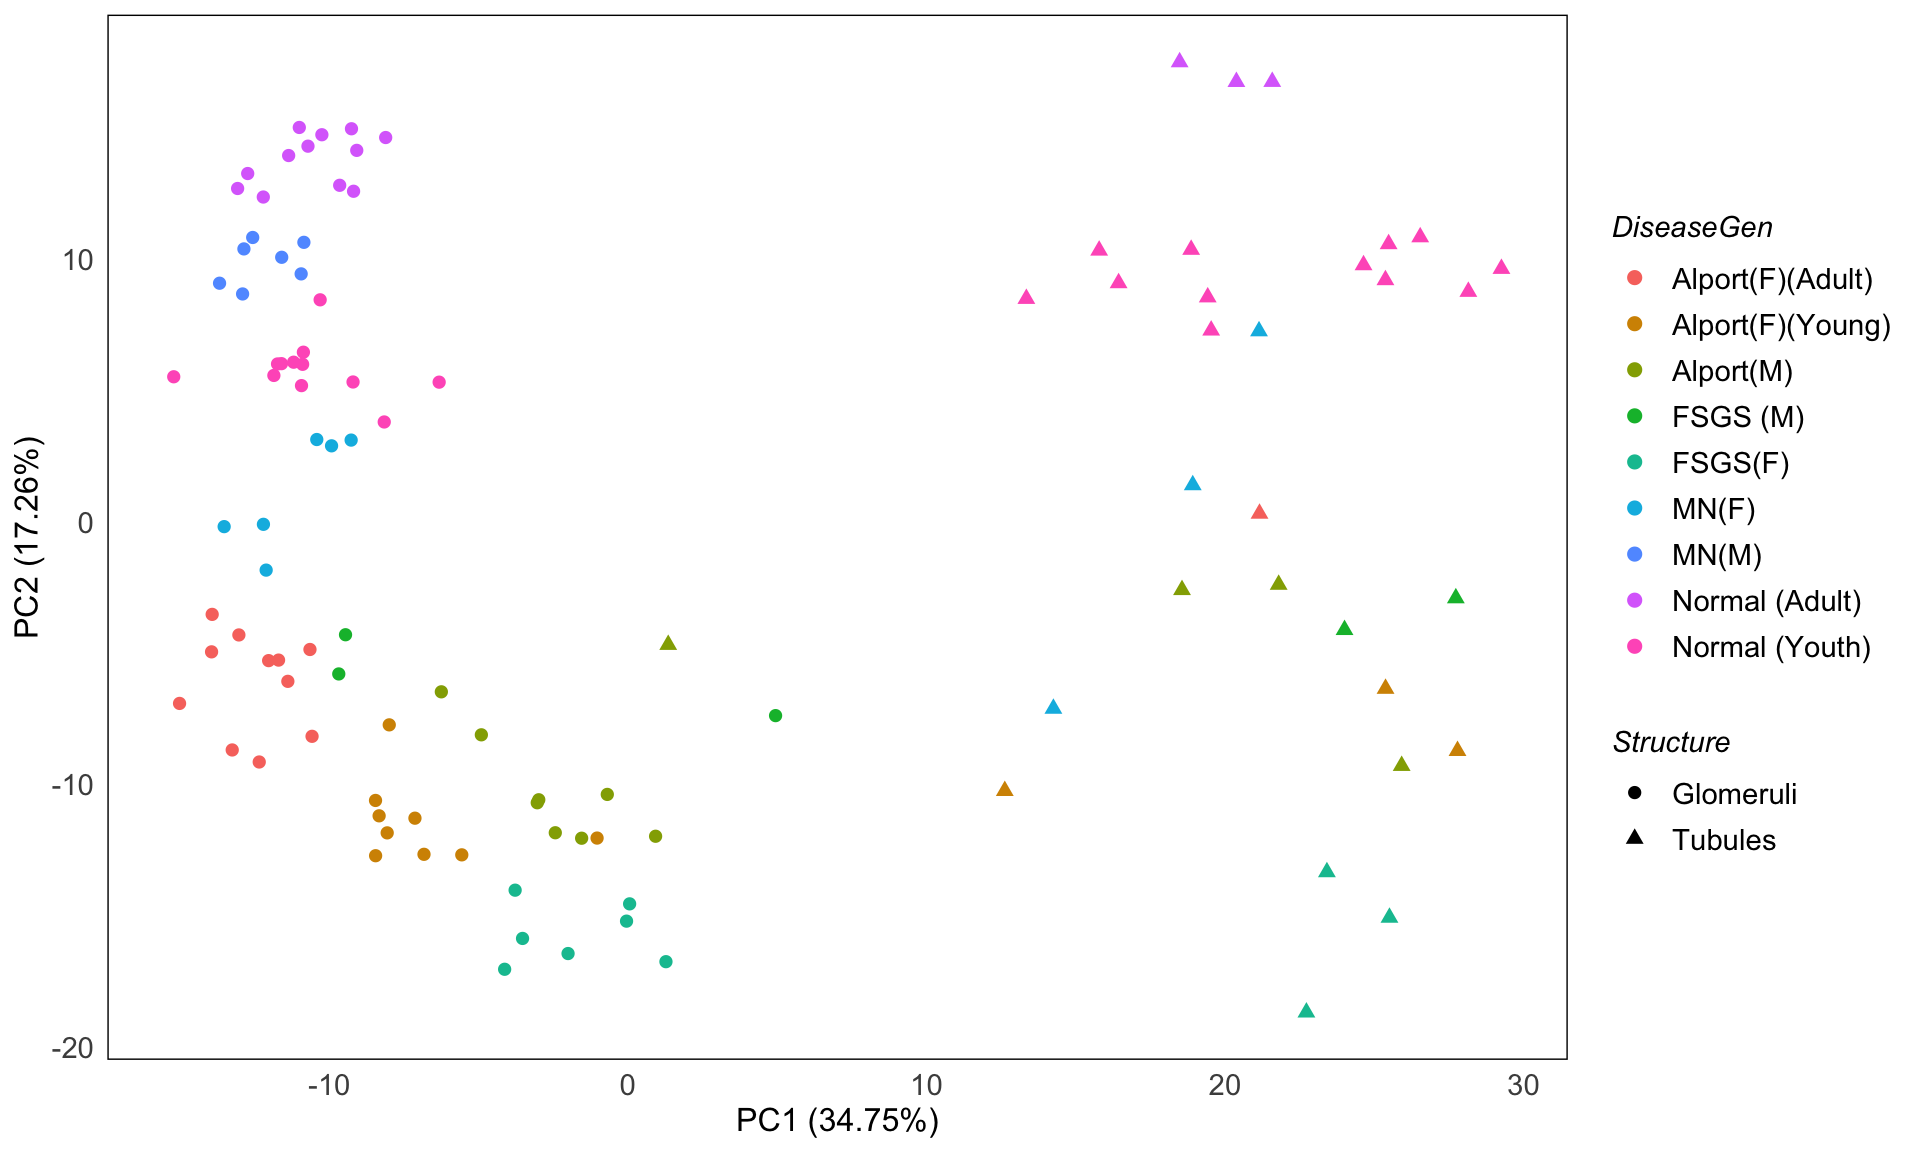 10
0
-10
-20
PC2 (17.26%)
-10
0
10
20
30
PC1 (34.75%)
DiseaseGen
Alport(F)(Adult)
Alport(F)(Young)
Alport(M)
FSGS (M)
FSGS(F)
MN(F)
MN(M)
Normal (Adult)
Normal (Youth)
Structure
Glomeruli
Tubules